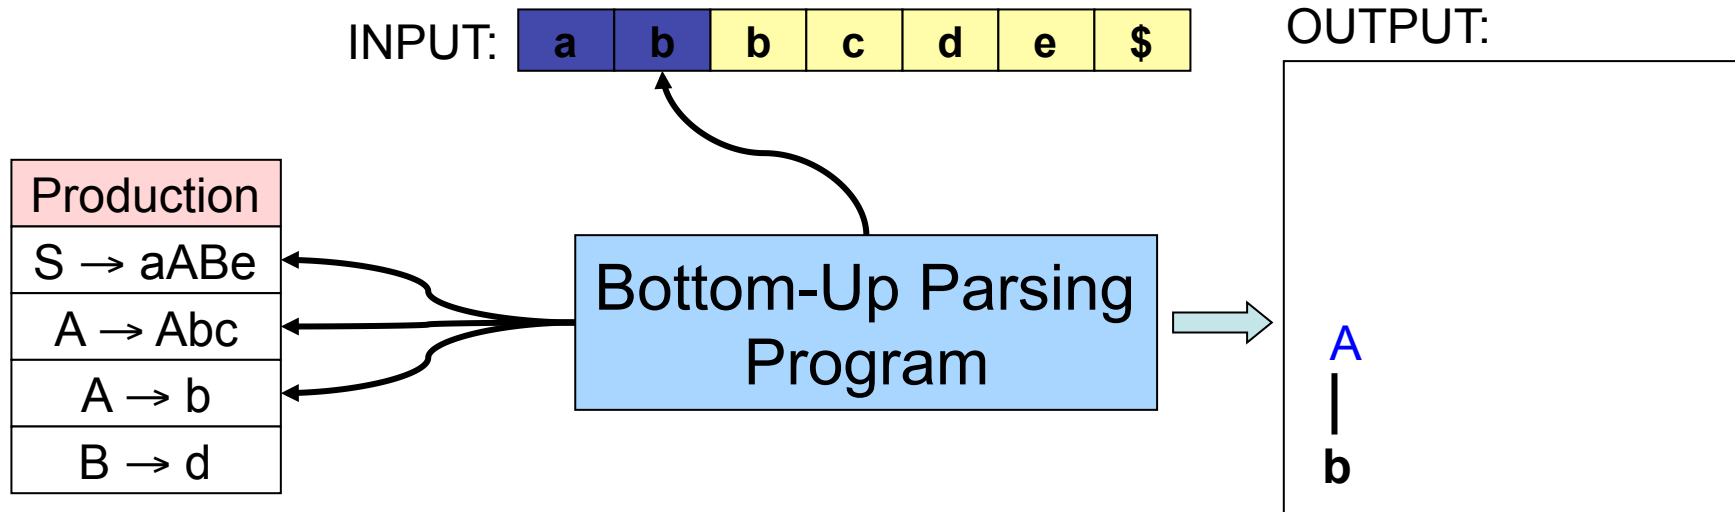 INPUT: a b b c d e $
OUTPUT:
Production
S → aABe
A → Abc
A → b
B → d
Bottom-Up Parsing
Program
A
b